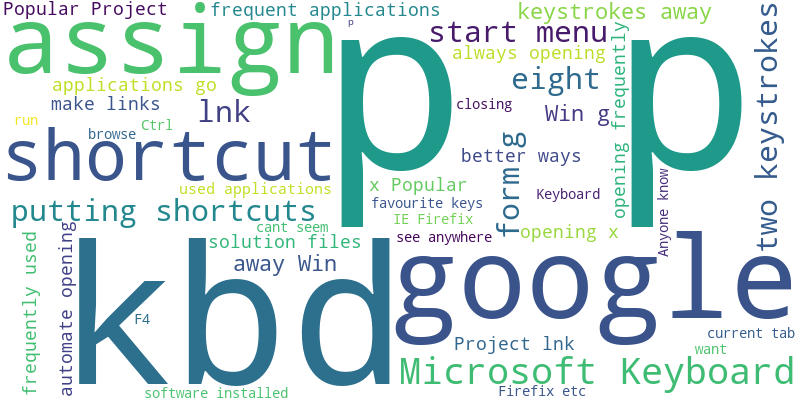 Popular Project
frequent applications
p
keystrokes away
assign
p
p
start menu
always opening
applications go
eight
make links
lnk
closing
Win g
opening frequently
two keystrokes
run
Ctrl
browse
shortcut
better ways
form g
used applications
x Popular
Keyboard
favourite keys
Anyone know
putting shortcuts
IE Firefix
cant seem
see anywhere
opening x
solution files
frequently used
automate opening
away Win
kbd
google
F4
Project lnk
current tab
want
Microsoft Keyboard
software installed
Firefox etc